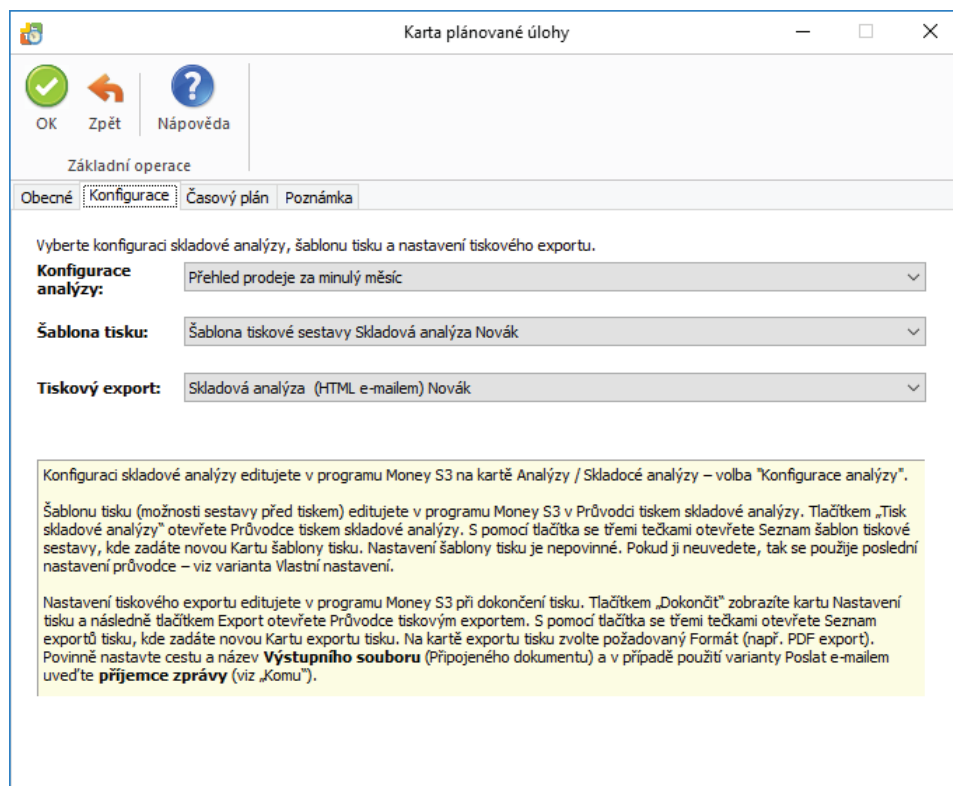 Karta plánované úlohy
OK Zpět Nápověda
Základní operace
Obecné Konfigurace Časový plán Poznámka
Vyberte konfiguraci skladové analýzy, šablonu tisku a nastavení tiskového exportu.
Konfigurace
analýzy:
Přehled prodeje za minulý měsíc
Šablona tisku: Šablona tiskové sestavy Skladová analýza Novák
Tiskový export: Skladová analýza (HTML e-mailem) Novák
Konfiguraci skladové analýzy editujete v programu Money S3 na kartě Analýzy / Skladocé analýzy – volba "Konfigurace analýzy".
Šablonu tisku (možnosti sestavy před tiskem) editujete v programu Money S3 v Průvodci tiskem skladové analýzy. Tlačítkem „Tisk
skladové analýzy“ otevřete Průvodce tiskem skladové analýzy. S pomocí tlačítka se třemi tečkami otevřete Seznam šablon tiskové
sestavy, kde zadáte novou Kartu šablony tisku. Nastavení šablony tisku je nepovinné. Pokud ji neuvedete, tak se použije poslední
nastavení průvodce – viz varianta Vlastní nastavení.
Nastavení tiskového exportu editujete v programu Money S3 při dokončení tisku. Tlačítkem „Dokončit“ zobrazíte kartu Nastavení
tisku a následně tlačítkem Export otevřete Průvodce tiskovým exportem. S pomocí tlačítka se třemi tečkami otevřete Seznam
exportů tisku, kde zadáte novou Kartu exportu tisku. Na kartě exportu tisku zvolte požadovaný Formát (např. PDF export).
Povinně nastavte cestu a název Výstupního souboru (Připojeného dokumentu) a v případě použití varianty Poslat e-mailem
uveďte příjemce zprávy (viz „Komu“).